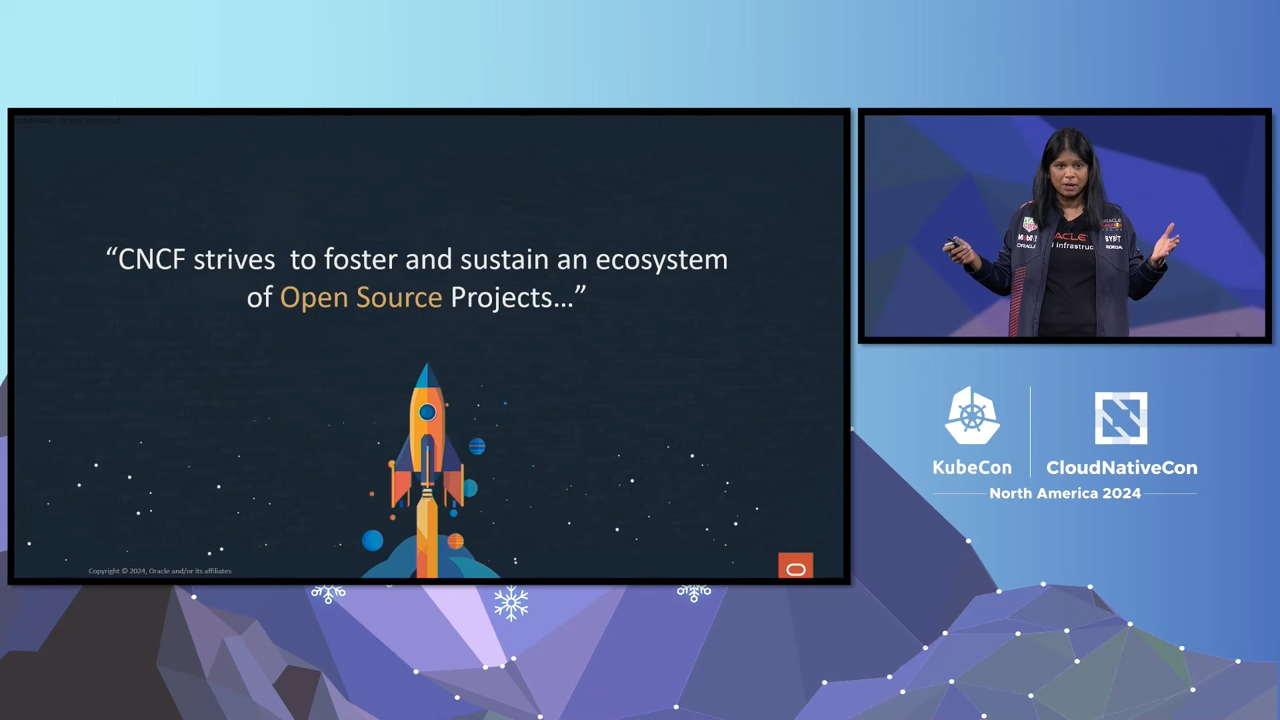 “CNCF strives  to foster and sustain an ecosystem
of Open Source Projects...”
Copyright © 2024, Oracle and/or its affiliates
ORACLE
BYBIT
KubeCon
CloudNativeCon
North America 2024